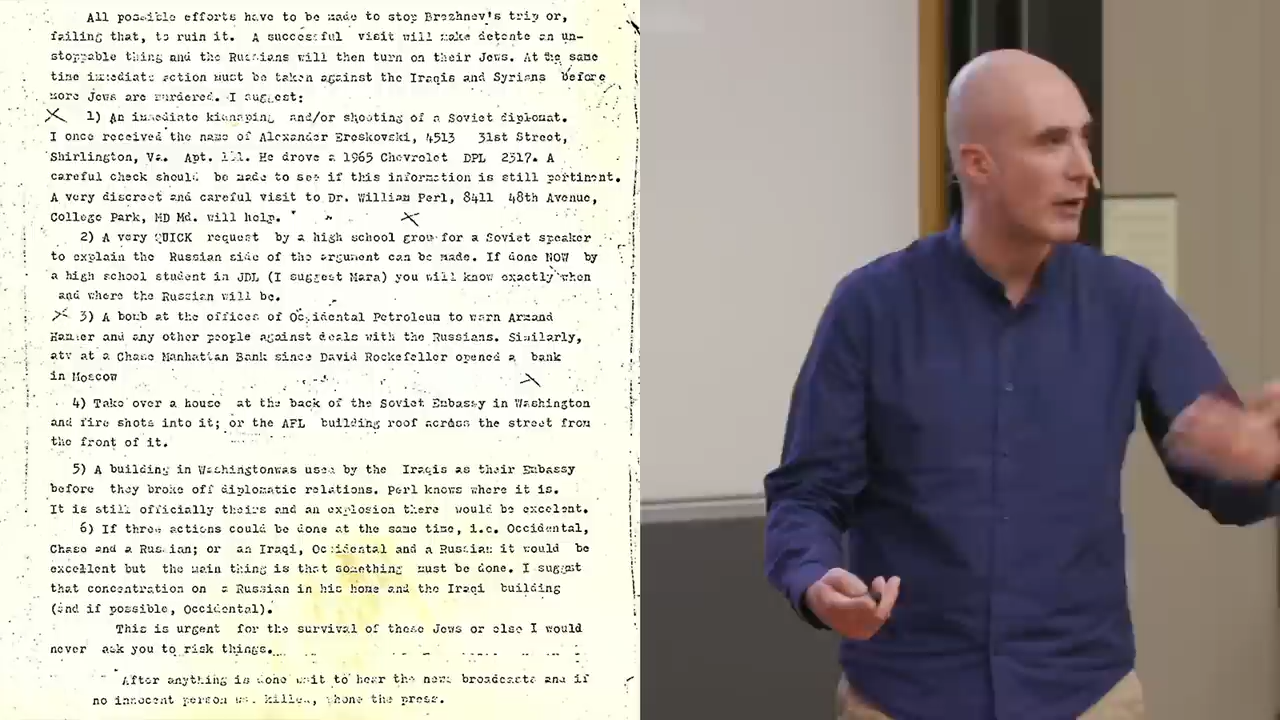 All possible efforts have to be made to stop Brezhnev's trip or,
failing that, to ruin it. A successful visit will make detente an un-
stoppable thing and the Russians will then turn on their Jews. At the same
time immediate action must be taken against the Iraqis and Syrians before
more Jews are murdered. I suggest:
1) An immediate kidnaping and/or shooting of a Soviet diplomat.
I once received the name of Alexander Ereskovski, 4513 31st Street,
Shirlington, Va. Apt. 111. He drove a 1965 Chevrolet DPL 2317. A
careful check should be made to see if this information is still pertinent.
A very discreet and careful visit to Dr. William Perl, 8411 48th Avenue,
College Park, MD Md. will help.
2) A very QUICK request by a high school group for a Soviet speaker
to explain the Russian side of the argument can be made. If done NOW by
a high school student in JDL (I suggest Mara) you will know exactly when
and where the Russian will be.
3) A bomb at the offices of Occidental Petroleum to warn Armand
Hammer and any other people against deals with the Russians. Similarly,
at a Chase Manhattan Bank since David Rockefeller opened a bank
in Moscow
4) Take over a house at the back of the Soviet Embassy in Washington
and fire shots into it; or the AFL building roof across the street from
the front of it.
5) A building in Washingtonwas used by the Iraqis as their Embassy
before they broke off diplomatic relations. Perl knows where it is.
It is still officially theirs and an explosion there would be excelent.
6) If three actions could be done at the same time, i.e. Occidental,
Chase and a Russian; or an Iraqi, Occidental and a Russian it would be
excellent but the main thing is that something must be done. I suggest
that concentration on a Russian in his home and the Iraqi building
(and if possible, Occidental).
This is urgent for the survival of these Jews or else I would
never ask you to risk things.
After anything is done wait to hear the news broadcasts and if
no innocent person was killed, phone the press.